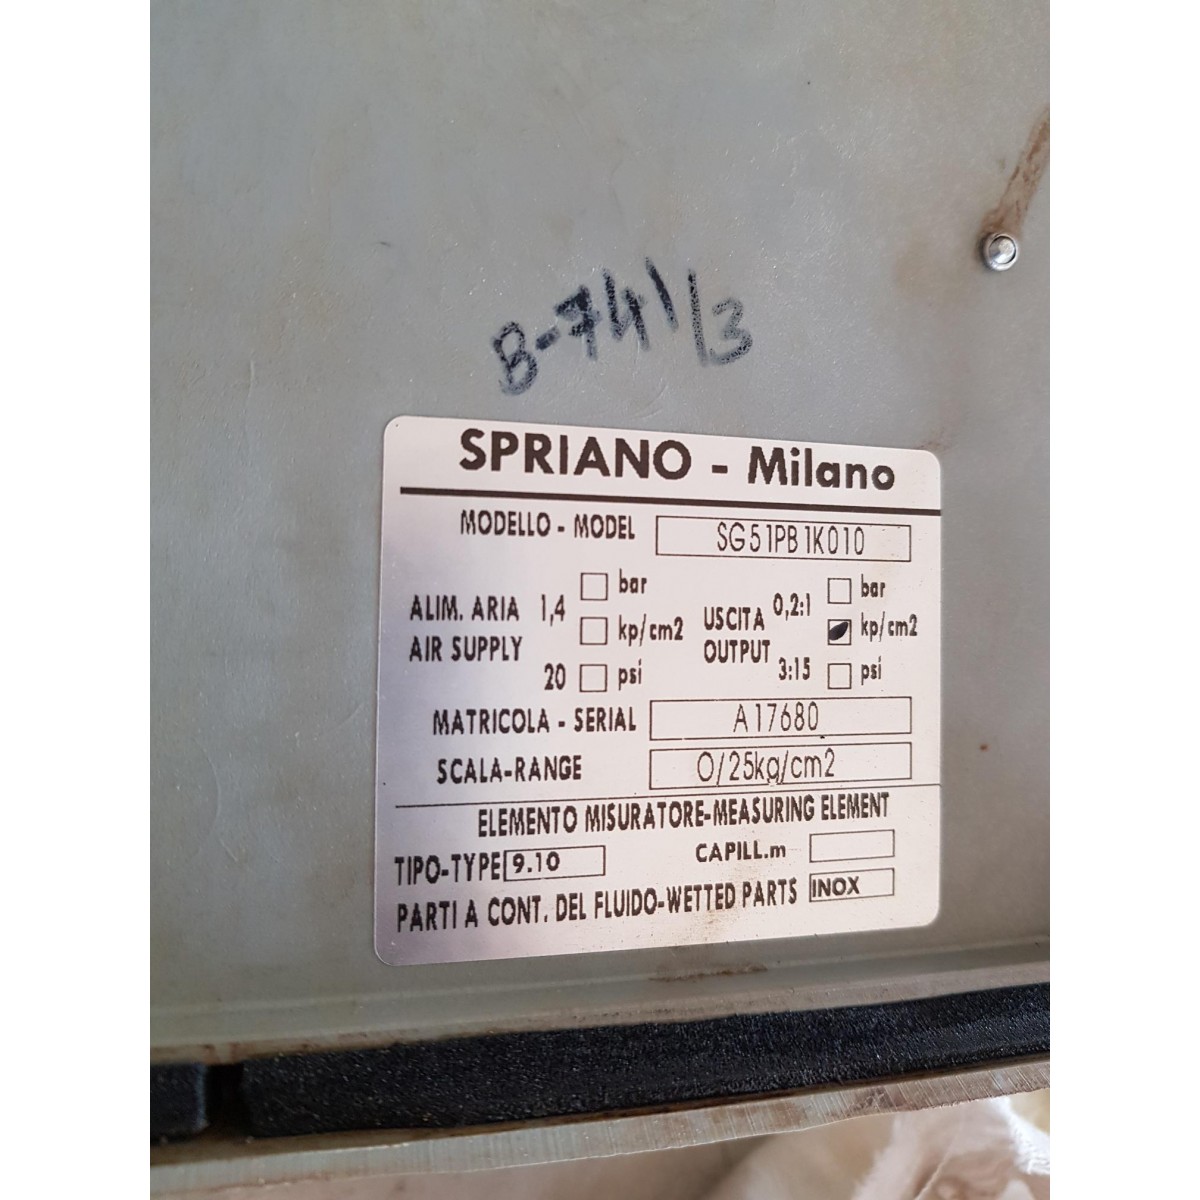 B-741/3
SPRIANO - Milano
MODELLO - MODEL SG51PB1K010
ALIM. ARIA
AIR SUPPLY
1,4 bar
kp/cm2
20 psi
USCITA
OUTPUT
0,2:1 bar
kp/cm2
3:15 psi
MATRICOLA - SERIAL A17680
SCALA-RANGE 0/25kg/cm2
ELEMENTO MISURATORE-MEASURING ELEMENT
TIPO-TYPE 9.10 CAPILL.m
PARTI A CONT. DEL FLUIDO-WETTED PARTS INOX